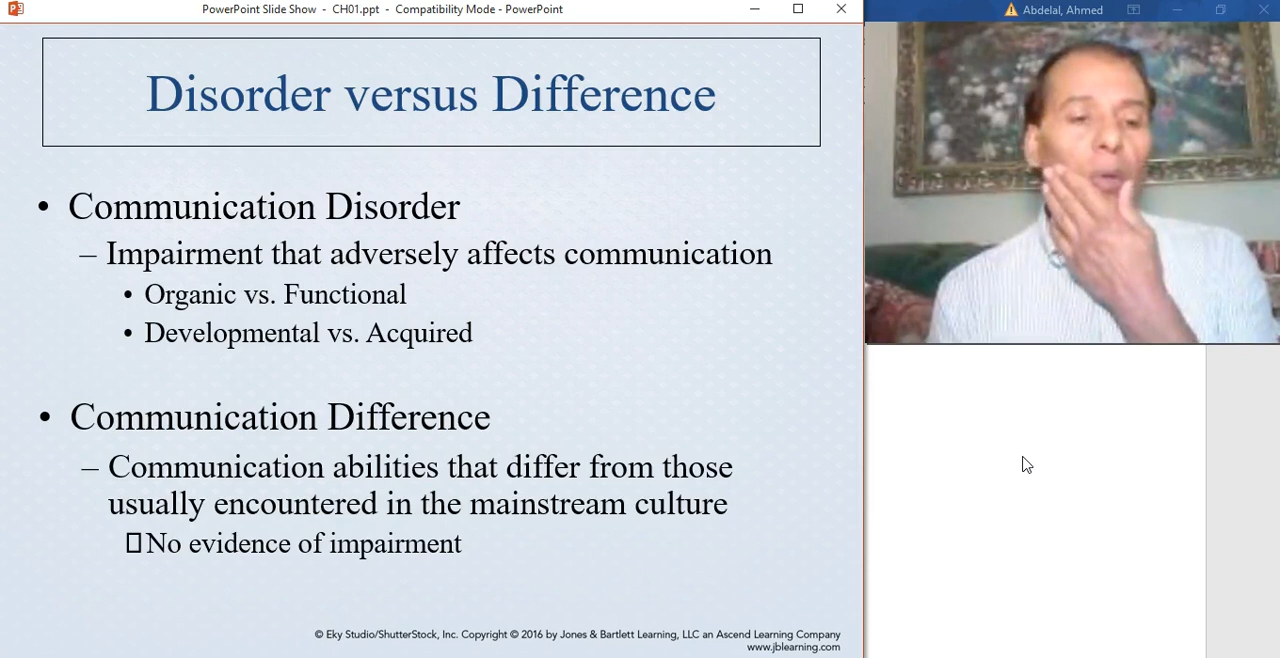 PowerPoint Slide Show - CH01.ppt - Compatibility Mode - PowerPoint
Abdelal, Ahmed
Disorder versus Difference
• Communication Disorder
– Impairment that adversely affects communication
• Organic vs. Functional
• Developmental vs. Acquired
• Communication Difference
– Communication abilities that differ from those
usually encountered in the mainstream culture
No evidence of impairment
© Eky Studio/ShutterStock, Inc. Copyright © 2016 by Jones & Bartlett Learning, LLC an Ascend Learning Company
www.jblearning.com